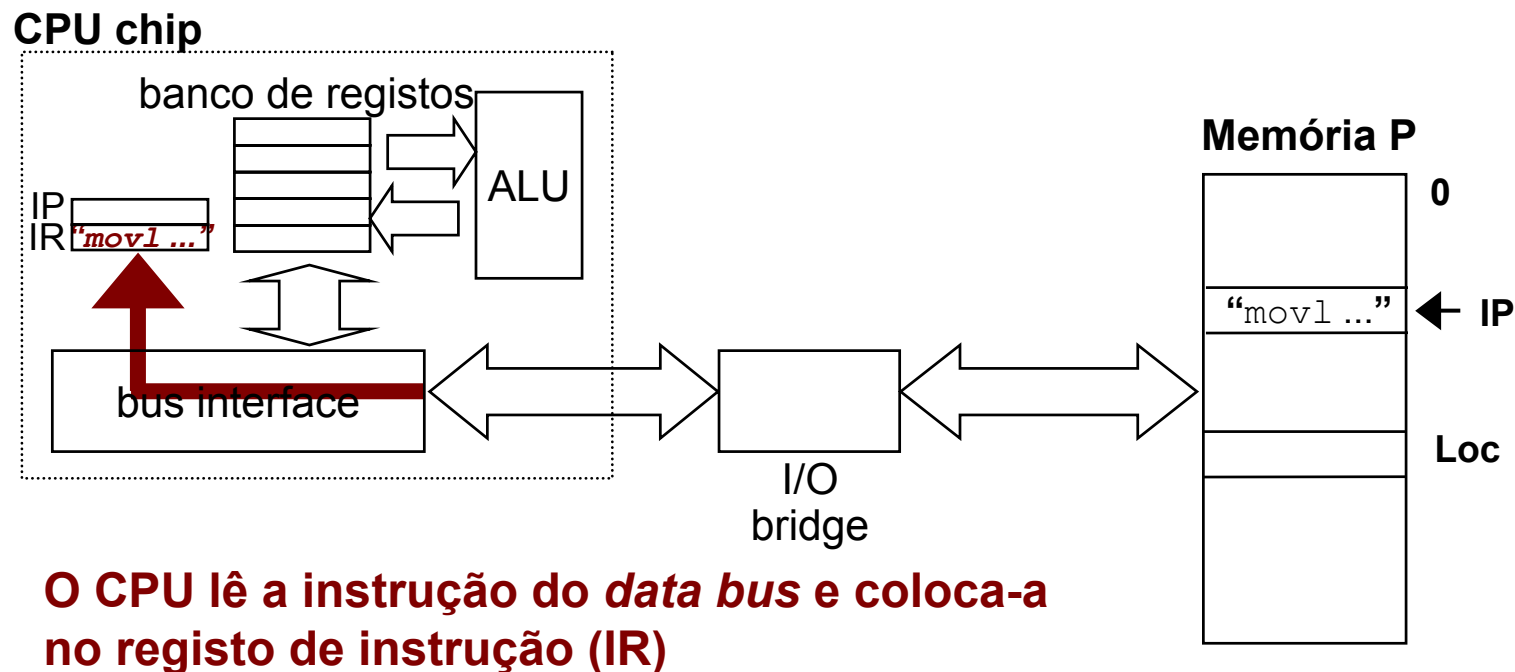 CPU chip
banco de registos
ALU
IP
IR "movl ..."
bus interface
I/O
bridge
Memória P
0
“movl ...”
IP
Loc
O CPU lê a instrução do data bus e coloca-a
no registo de instrução (IR)